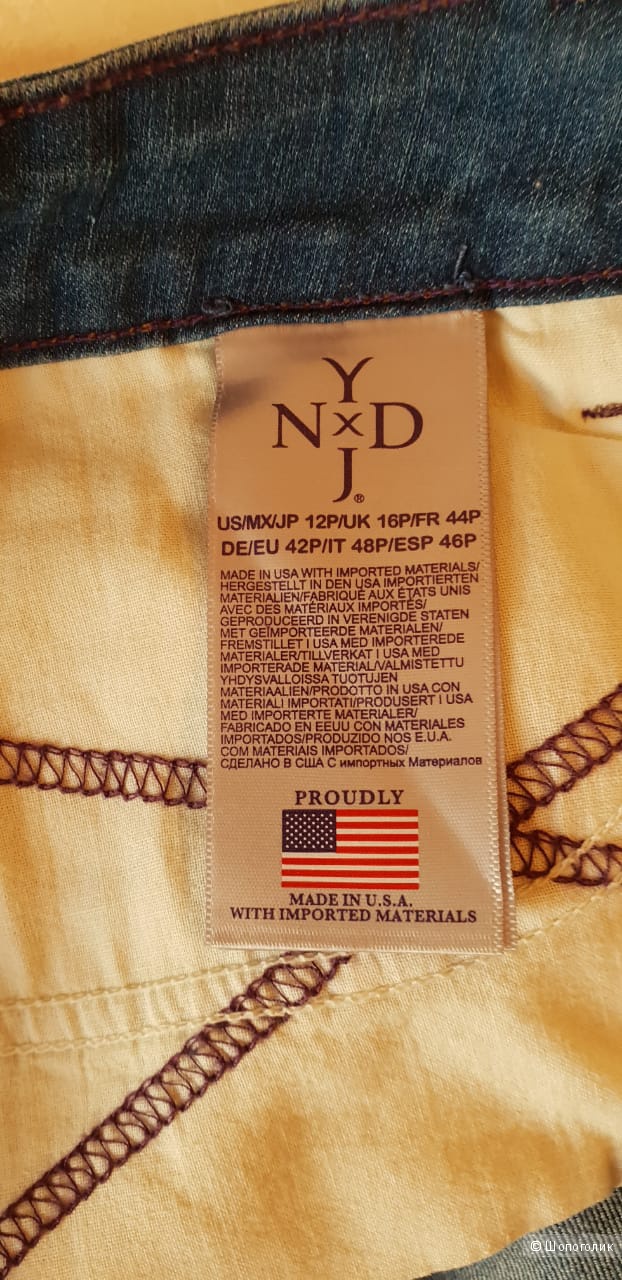 Y
N×D
J®
US/MX/JP 12P/UK 16P/FR 44P
DE/EU 42P/IT 48P/ESP 46P
MADE IN USA WITH IMPORTED MATERIALS/
HERGESTELLT IN DEN USA IMPORTIERTEN
MATERIALIEN/FABRIQUÉ AUX ÉTATS UNIS
AVEC DES MATÉRIAUX IMPORTÉS/
GEPRODUCEERD IN VERENIGDE STATEN
MET GEÏMPORTEERDE MATERIALEN/
FREMSTILLET I USA MED IMPORTEREDE
MATERIALER/TILLVERKAT I USA MED
IMPORTERADE MATERIAL/VALMISTETTU
YHDYSVALLOISSA TUOTUJEN
MATERIAALIEN/PRODOTTO IN USA CON
MATERIALI IMPORTATI/PRODUSERT I USA
MED IMPORTERTE MATERIALER/
FABRICADO EN EEUU CON MATERIALES
IMPORTADOS/PRODUZIDO NOS E.U.A.
COM MATERIAIS IMPORTADOS/
СДЕЛАНО В США С импортных Материалов
PROUDLY
MADE IN U.S.A.
WITH IMPORTED MATERIALS
© Шопоголик